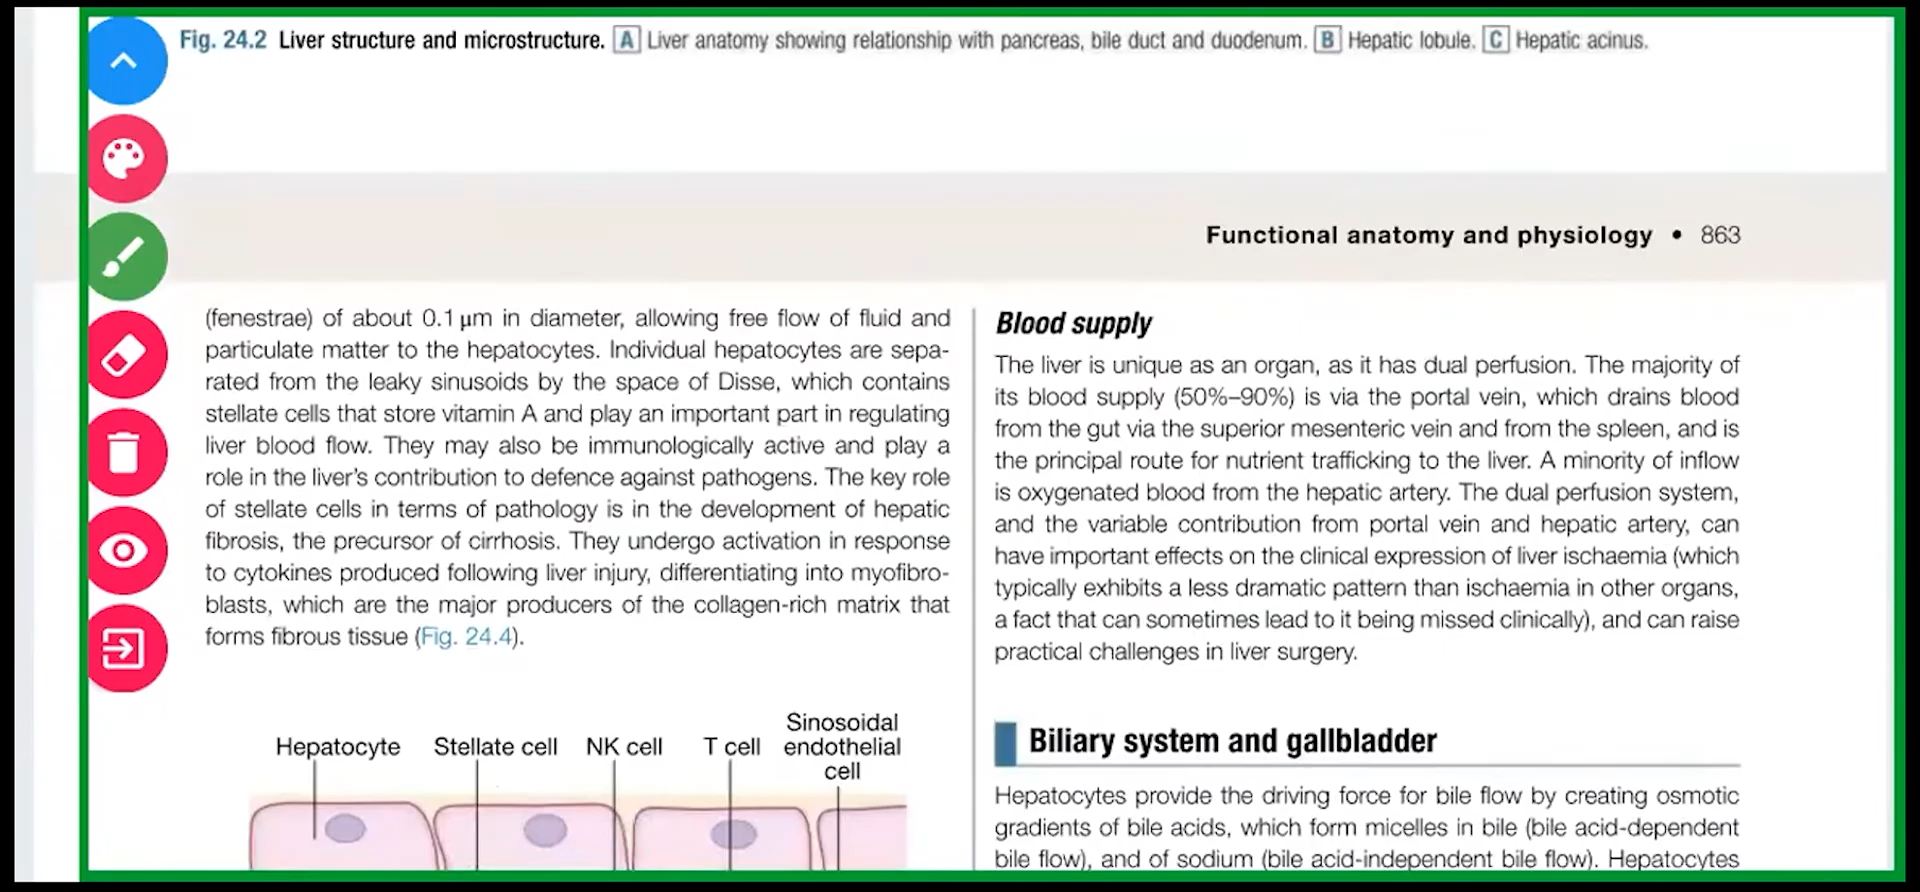 Fig. 24.2 Liver structure and microstructure. A Liver anatomy showing relationship with pancreas, bile duct and duodenum. B Hepatic lobule. C Hepatic acinus.
Functional anatomy and physiology • 863
(fenestrae) of about 0.1 μm in diameter, allowing free flow of fluid and
particulate matter to the hepatocytes. Individual hepatocytes are sepa-
rated from the leaky sinusoids by the space of Disse, which contains
stellate cells that store vitamin A and play an important part in regulating
liver blood flow. They may also be immunologically active and play a
role in the liver's contribution to defence against pathogens. The key role
of stellate cells in terms of pathology is in the development of hepatic
fibrosis, the precursor of cirrhosis. They undergo activation in response
to cytokines produced following liver injury, differentiating into myofibro-
blasts, which are the major producers of the collagen-rich matrix that
forms fibrous tissue (Fig. 24.4).
Hepatocyte
Stellate cell
NK cell
T cell
Sinosoidal
endothelial
cell
Blood supply
The liver is unique as an organ, as it has dual perfusion. The majority of
its blood supply (50%–90%) is via the portal vein, which drains blood
from the gut via the superior mesenteric vein and from the spleen, and is
the principal route for nutrient trafficking to the liver. A minority of inflow
is oxygenated blood from the hepatic artery. The dual perfusion system,
and the variable contribution from portal vein and hepatic artery, can
have important effects on the clinical expression of liver ischaemia (which
typically exhibits a less dramatic pattern than ischaemia in other organs,
a fact that can sometimes lead to it being missed clinically), and can raise
practical challenges in liver surgery.
Biliary system and gallbladder
Hepatocytes provide the driving force for bile flow by creating osmotic
gradients of bile acids, which form micelles in bile (bile acid-dependent
bile flow), and of sodium (bile acid-independent bile flow). Hepatocytes